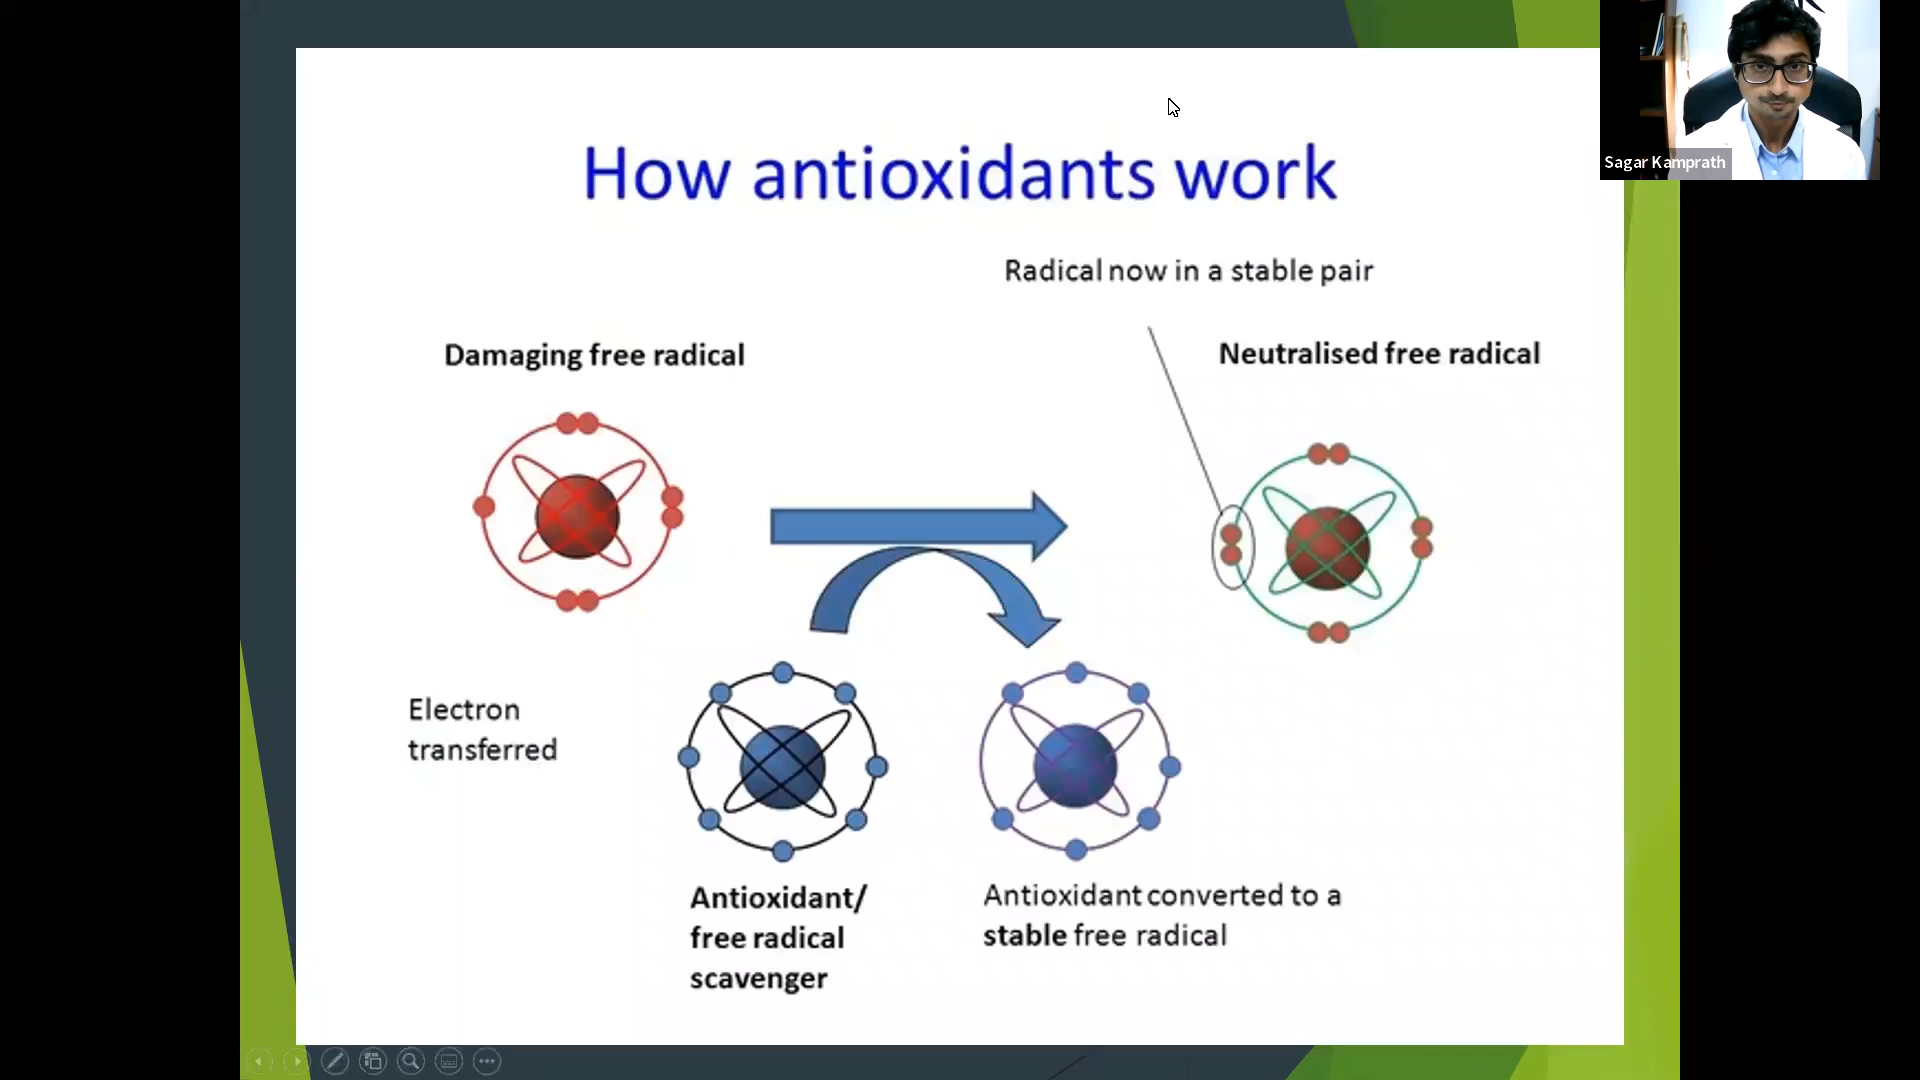 How antioxidants work
Radical now in a stable pair
Damaging free radical
Neutralised free radical
Electron
transferred
Antioxidant/
free radical
scavenger
Antioxidant converted to a
stable free radical
Sagar Kamprath